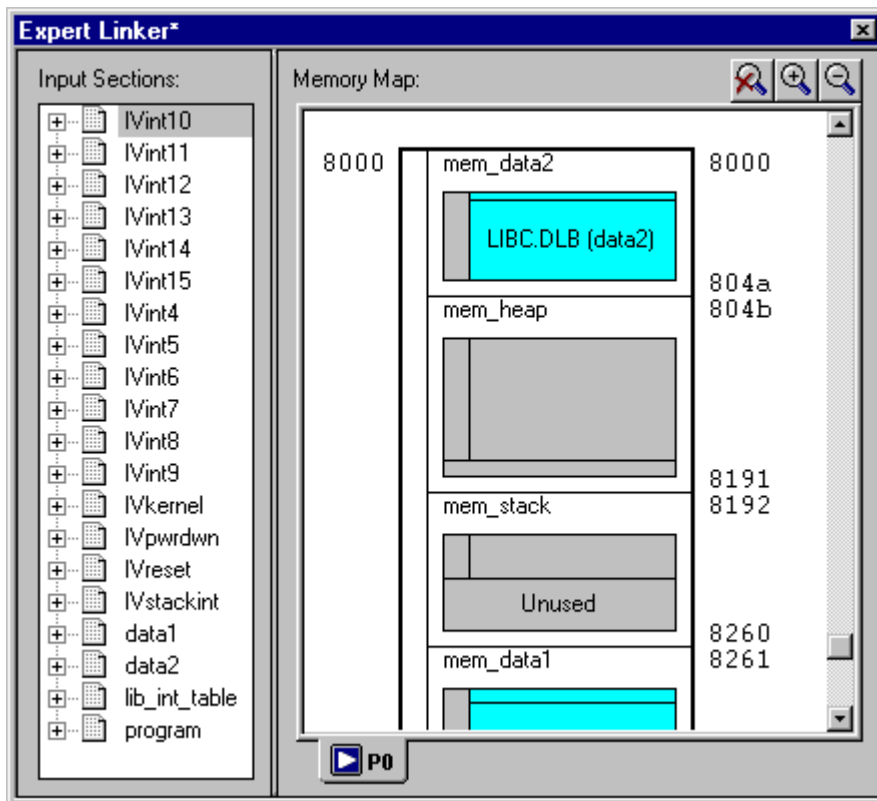 Expert Linker*
Input Sections:
IVint10
IVint11
IVint12
IVint13
IVint14
IVint15
IVint4
IVint5
IVint6
IVint7
IVint8
IVint9
IVkernel
IVpwrdwn
IVreset
IVstackint
data1
data2
lib_int_table
program
Memory Map:
8000 mem_data2 8000
LIBC.DLB (data2)
804a
mem_heap 804b
8191
mem_stack 8192
Unused
8260
mem_data1 8261
P0